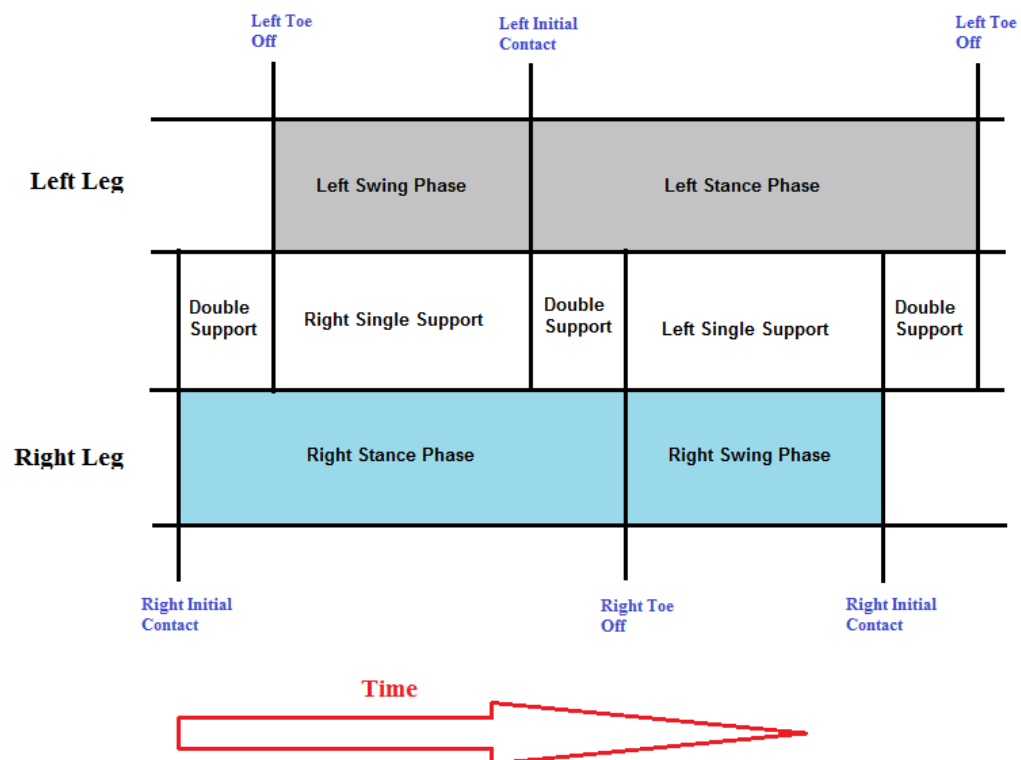 Left Toe
Off
Left Initial
Contact
Left Toe
Off
Left Leg
Left Swing Phase
Left Stance Phase
Double
Support
Right Single Support
Double
Support
Left Single Support
Double
Support
Right Leg
Right Stance Phase
Right Swing Phase
Right Initial
Contact
Right Toe
Off
Right Initial
Contact
Time